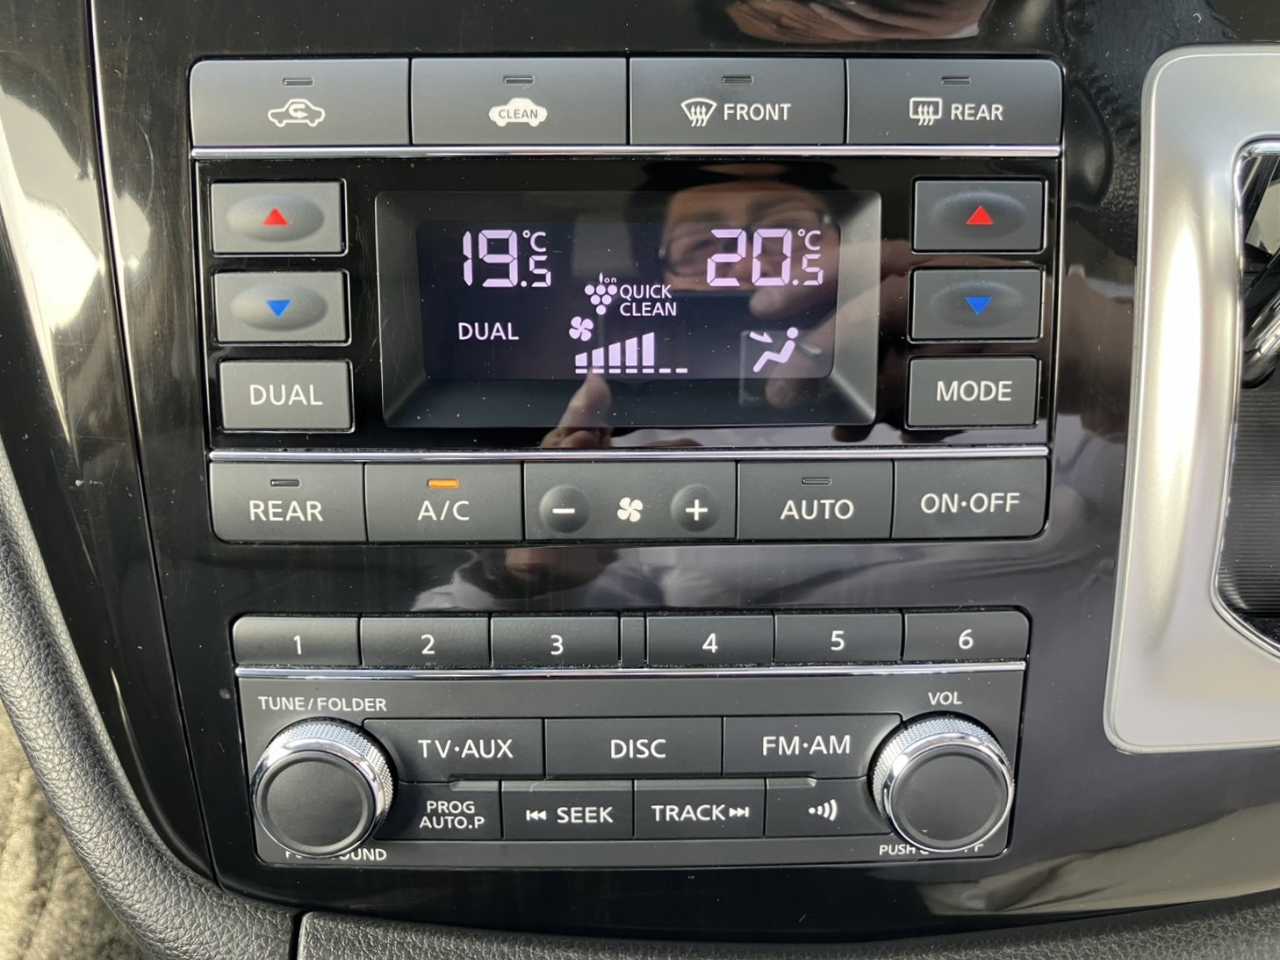 CLEAN
FRONT
REAR
19.5°C
20.5°C
ion
QUICK
CLEAN
DUAL
DUAL
MODE
REAR
A/C
AUTO
ON·OFF
1
2
3
4
5
6
TUNE/FOLDER
VOL
TV·AUX
DISC
FM·AM
PROG
AUTO.P
SEEK
TRACK
PUSH